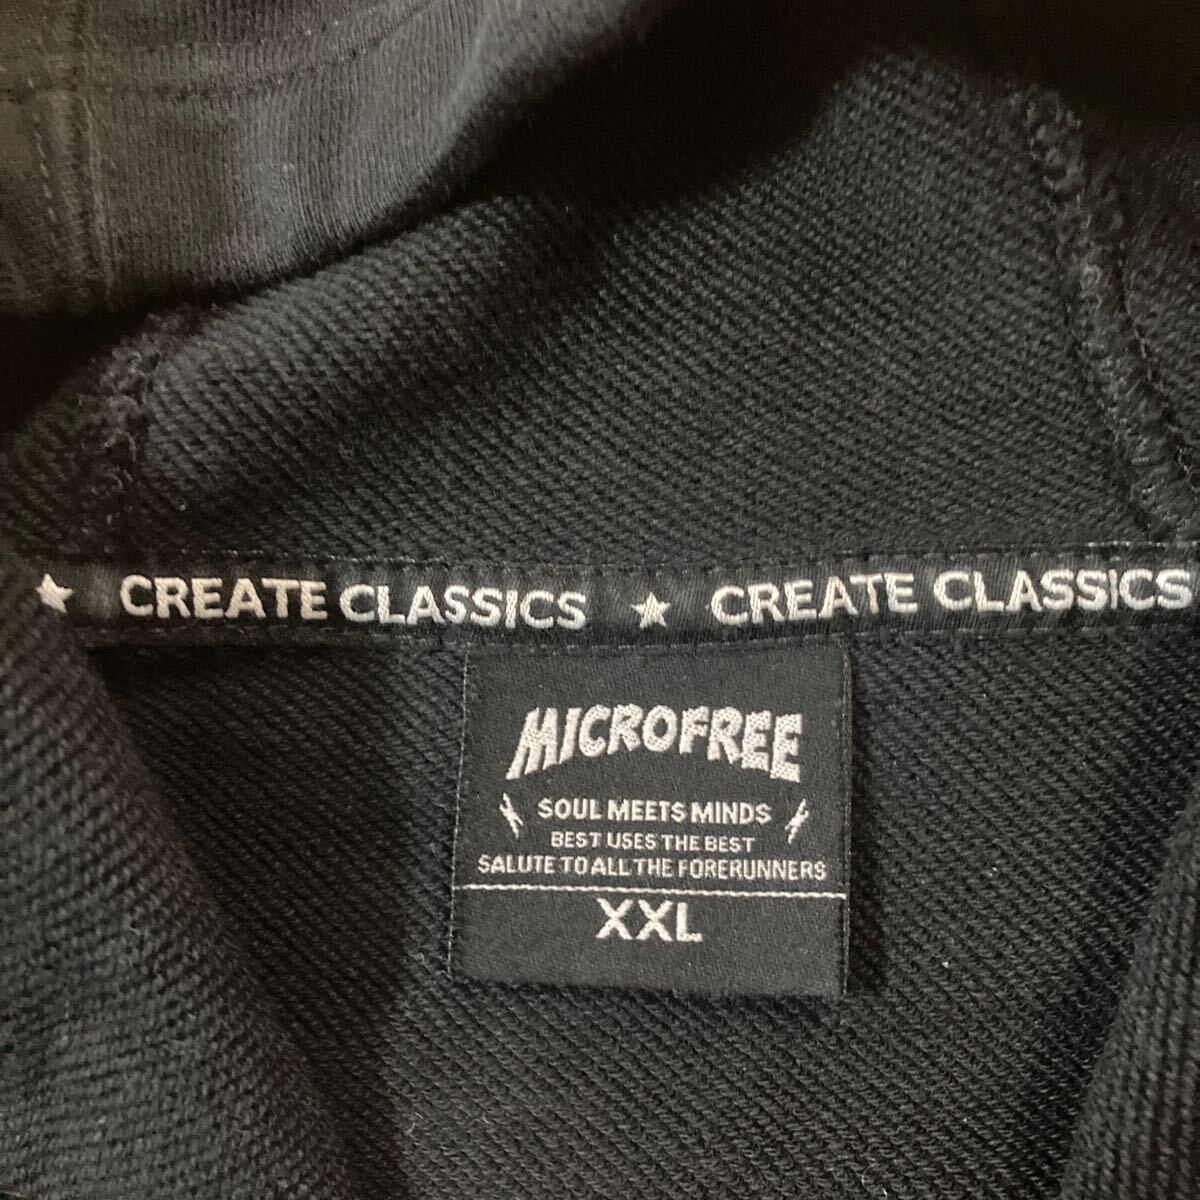 ★ CREATE CLASSICS ★ CREATE CLASSICS
MICROFREE
SOUL MEETS MINDS
BEST USES THE BEST
SALUTE TO ALL THE FORERUNNERS
XXL